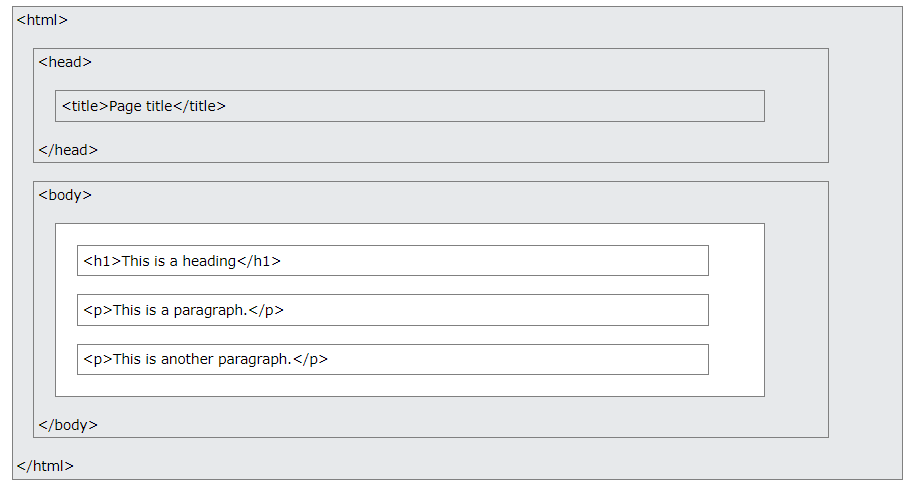 <html>
<head>
<title>Page title</title>
</head>
<body>
<h1>This is a heading</h1>
<p>This is a paragraph.</p>
<p>This is another paragraph.</p>
</body>
</html>